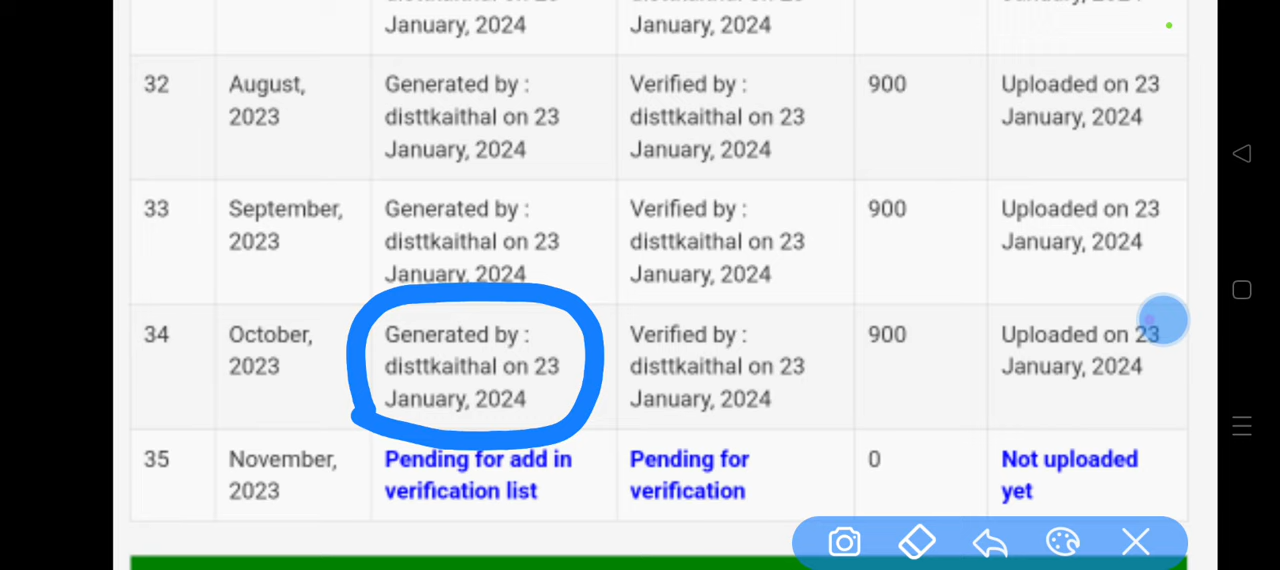 January, 2024
January, 2024
32
August,
2023
Generated by :
disttkaithal on 23
January, 2024
Verified by :
disttkaithal on 23
January, 2024
900
Uploaded on 23
January, 2024
33
September,
2023
Generated by :
disttkaithal on 23
January, 2024
Verified by :
disttkaithal on 23
January, 2024
900
Uploaded on 23
January, 2024
34
October,
2023
Generated by :
disttkaithal on 23
January, 2024
Verified by :
disttkaithal on 23
January, 2024
900
Uploaded on 23
January, 2024
35
November,
2023
Pending for add in
verification list
Pending for
verification
0
Not uploaded
yet